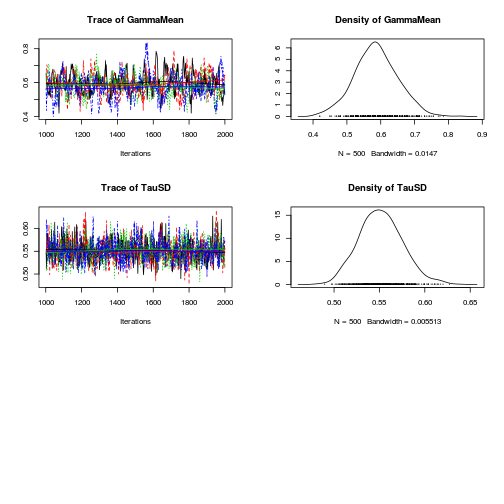 Trace of GammaMean
0.4 0.6 0.8
1000 1200 1400 1600 1800 2000
Iterations
Density of GammaMean
0 1 2 3 4 5 6
0.4 0.5 0.6 0.7 0.8 0.9
N = 500 Bandwidth = 0.0147
Trace of TauSD
0.50 0.55 0.60
1000 1200 1400 1600 1800 2000
Iterations
Density of TauSD
0 5 10 15
0.50 0.55 0.60 0.65
N = 500 Bandwidth = 0.005513